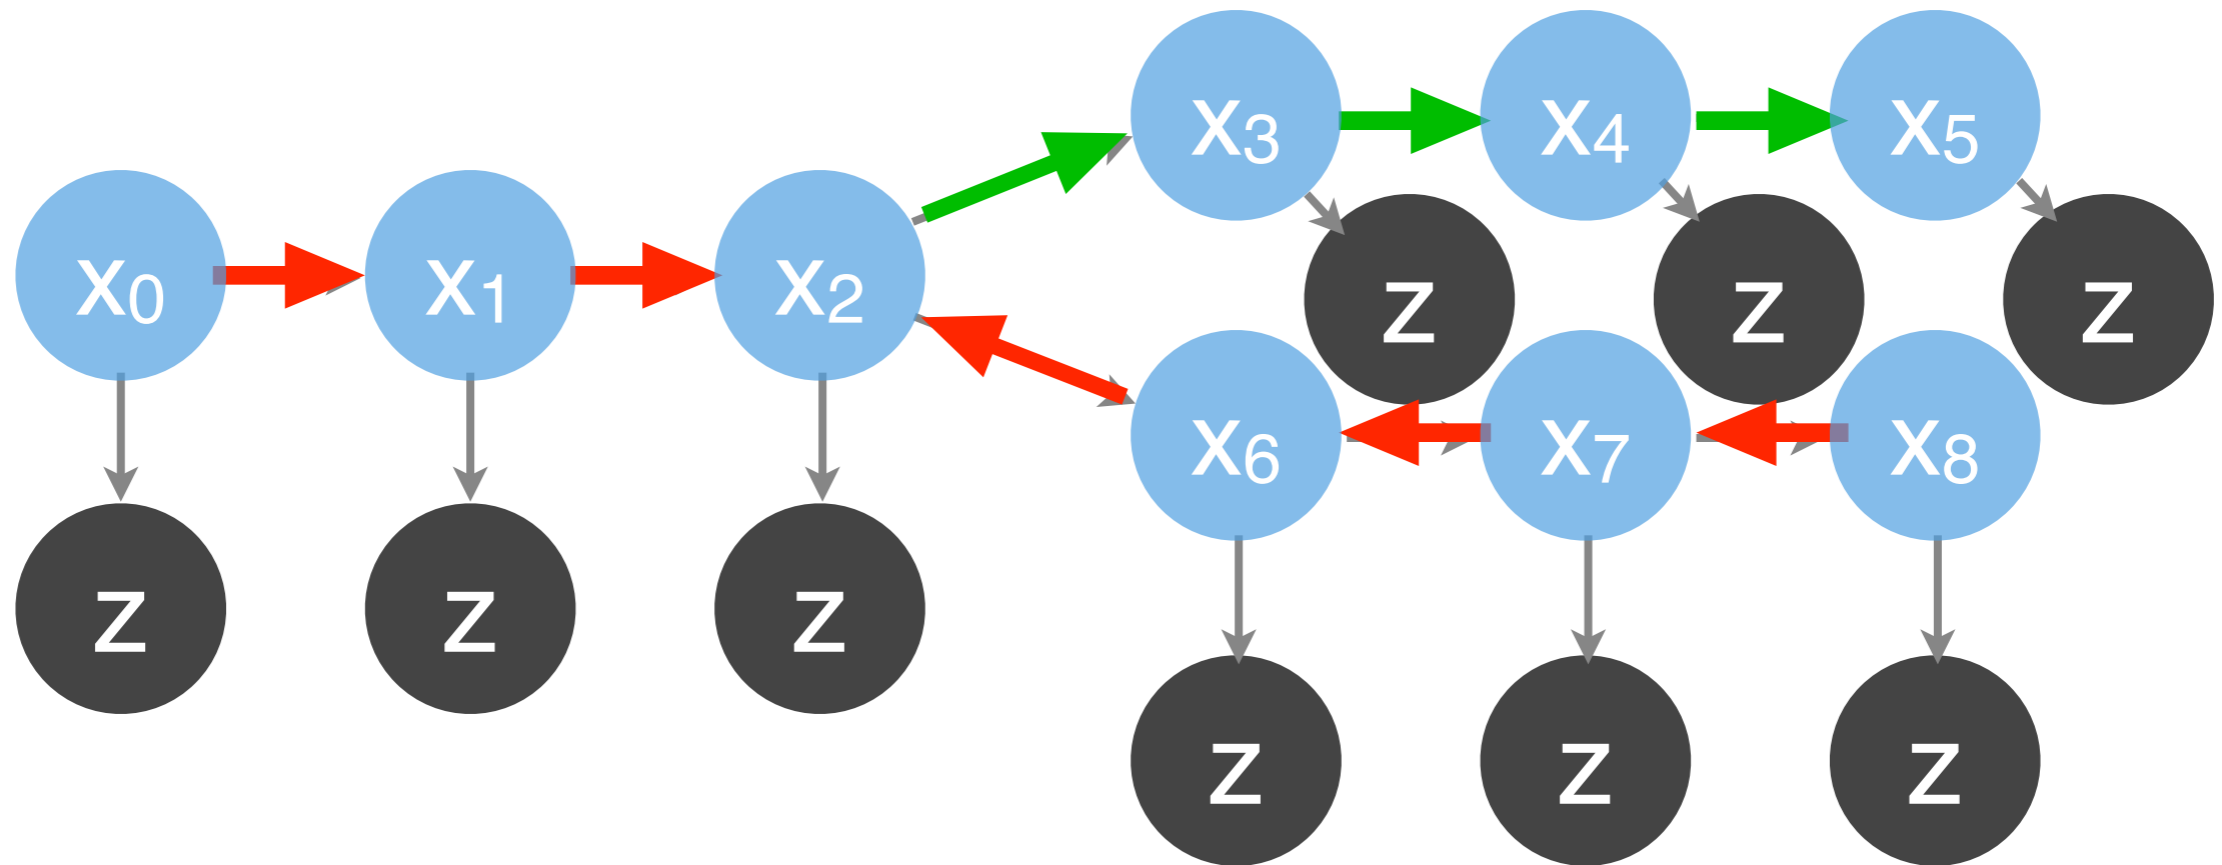 x₃ x₄ x₅
x₀ x₁ x₂
z z z
x₆ x₇ x₈
z z z
z z z